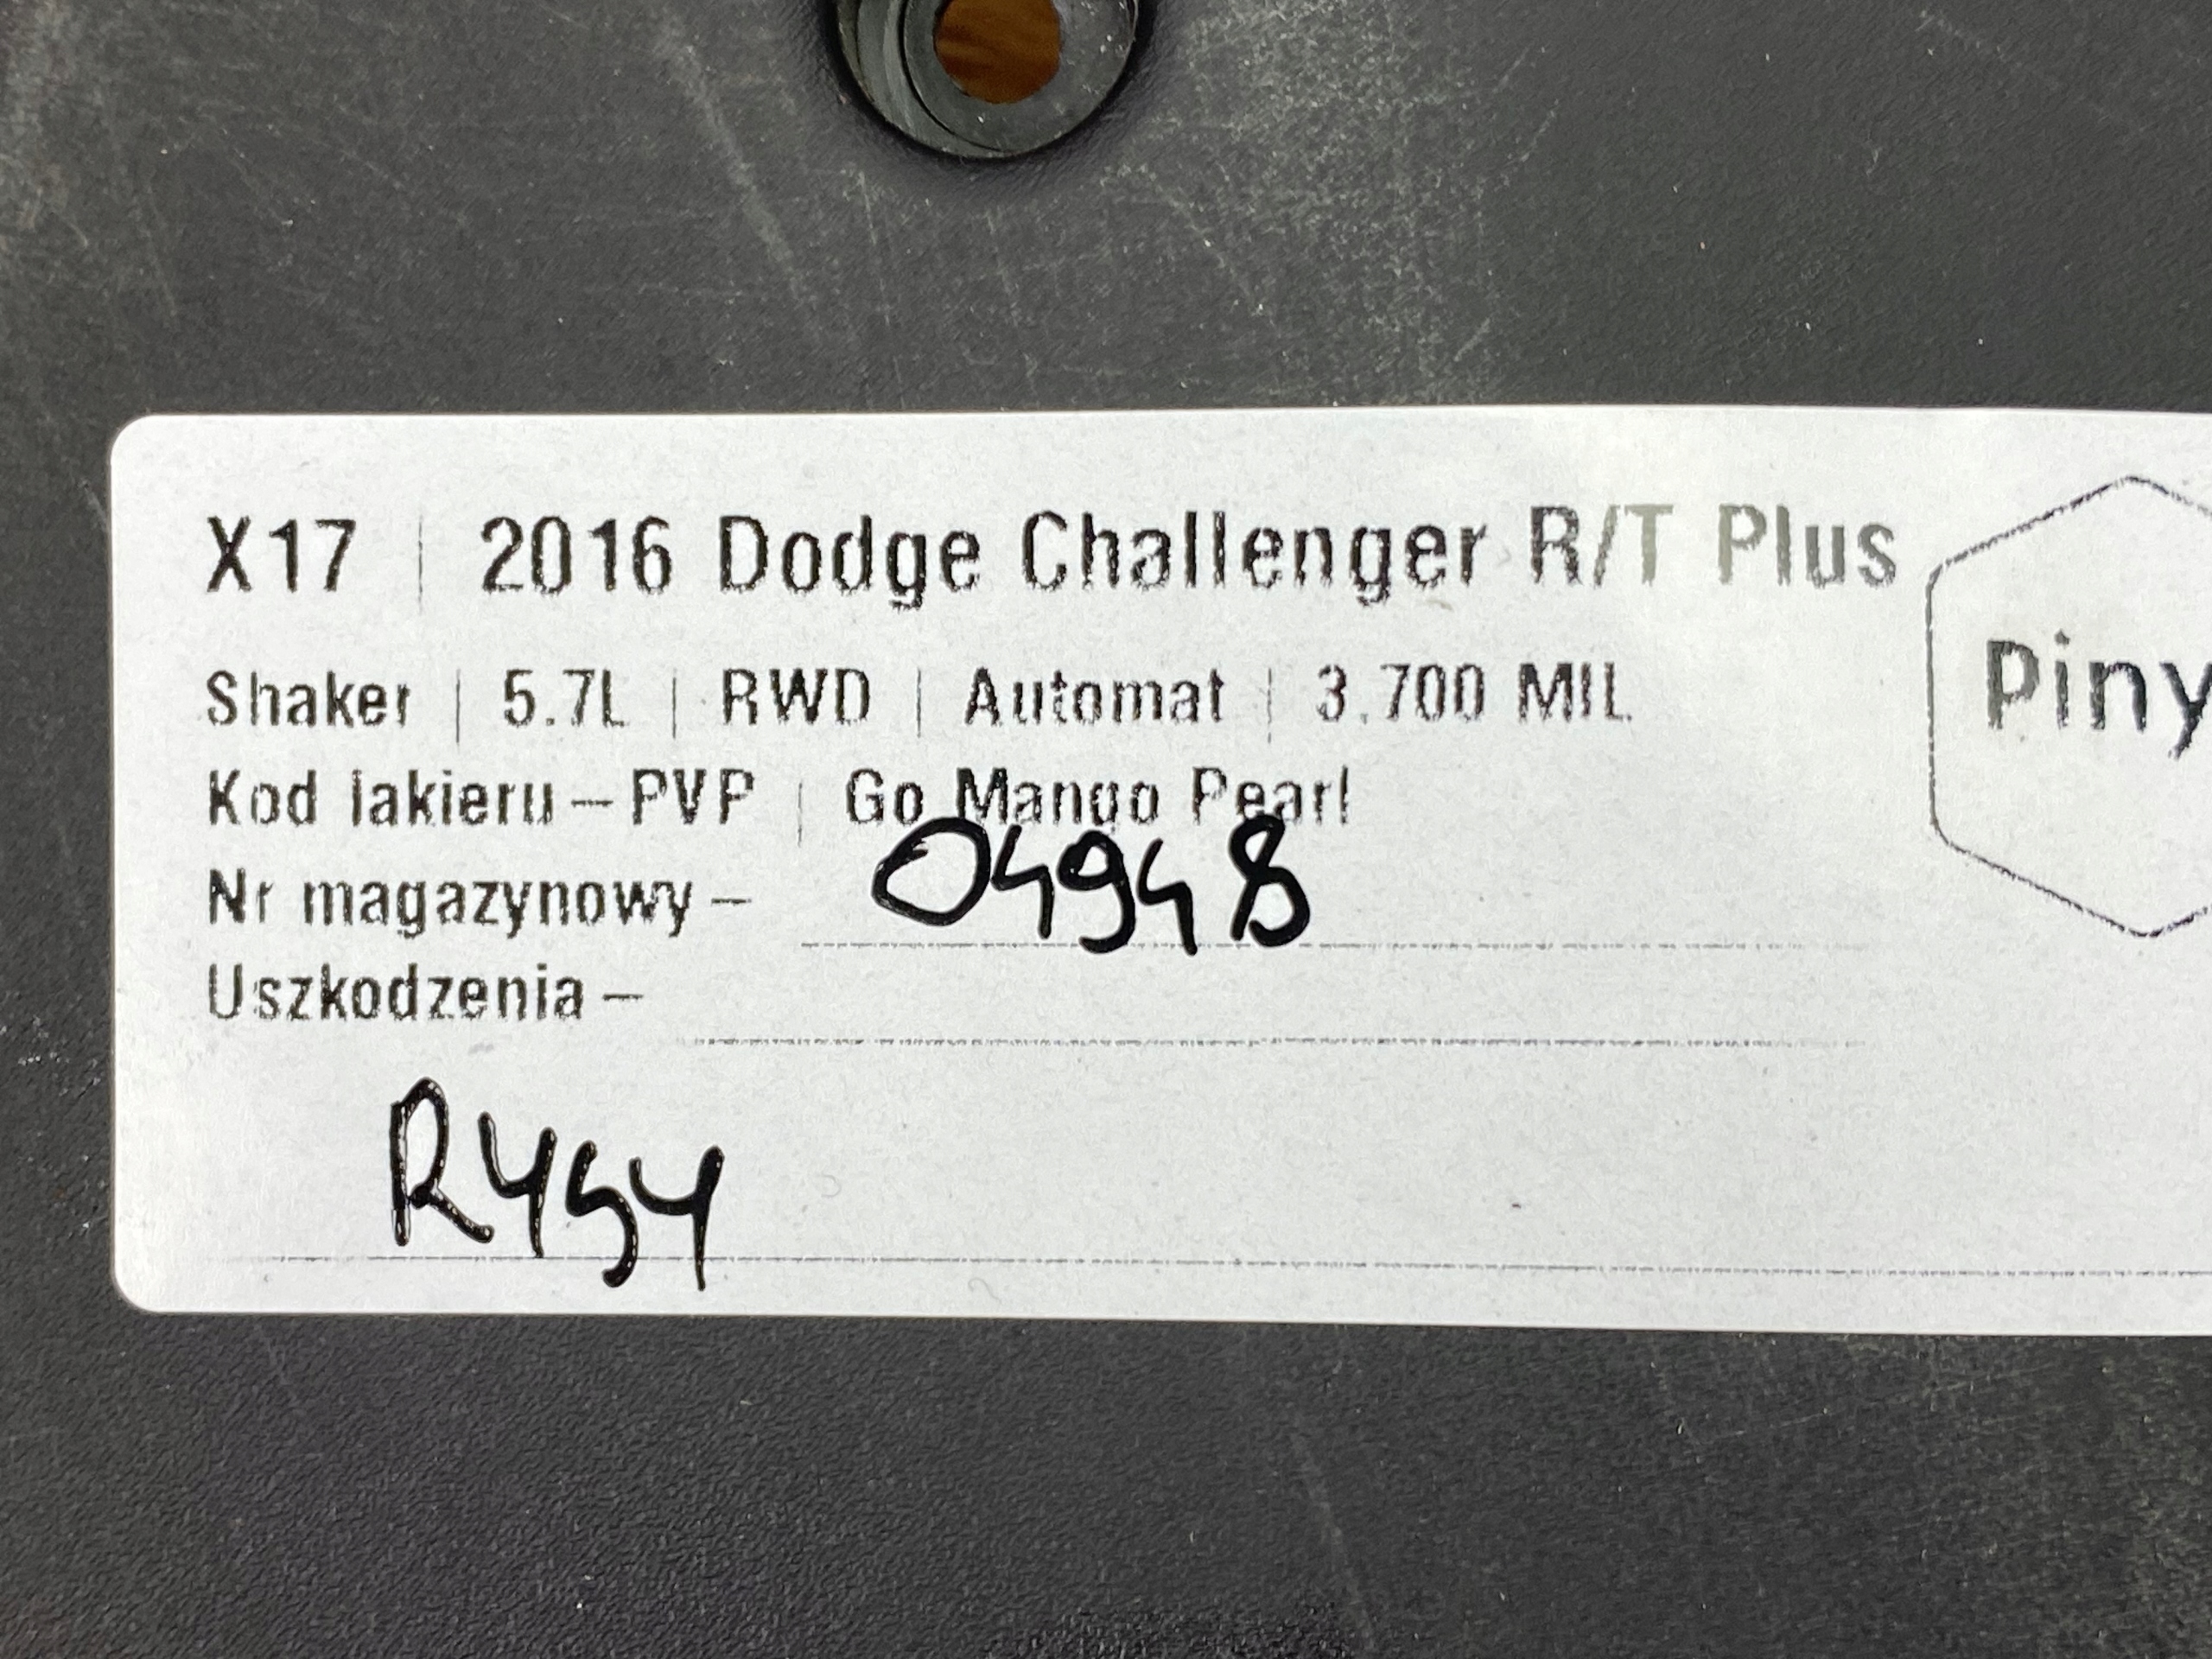 X17 | 2016 Dodge Challenger R/T Plus
Shaker | 5.7L | RWD | Automat | 3.700 MIL
Kod lakieru – PVP | Go Mango Pearl
Nr magazynowy – 04948
Uszkodzenia –
Rysy
Piny